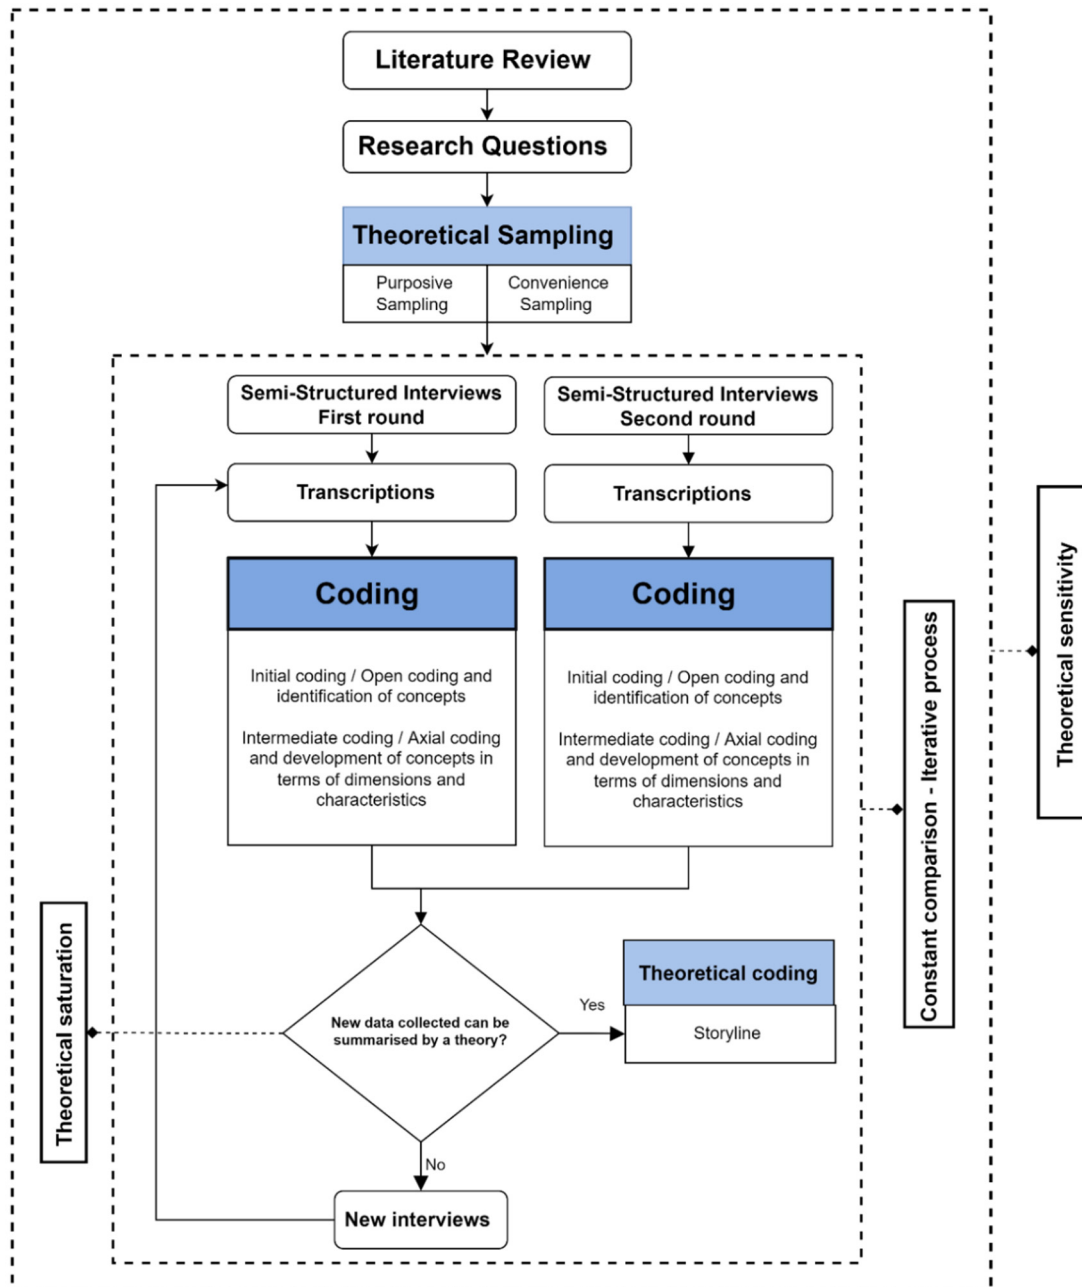 Literature Review
Research Questions
Theoretical Sampling
Purposive
Sampling
Convenience
Sampling
Semi-Structured Interviews
First round
Semi-Structured Interviews
Second round
Transcriptions
Transcriptions
Coding
Coding
Initial coding / Open coding and
identification of concepts
Intermediate coding / Axial coding
and development of concepts in
terms of dimensions and
characteristics
Initial coding / Open coding and
identification of concepts
Intermediate coding / Axial coding
and development of concepts in
terms of dimensions and
characteristics
New data collected can be
summarised by a theory?
Yes
Theoretical coding
Storyline
No
New interviews
Theoretical saturation
Constant comparison - Iterative process
Theoretical sensitivity